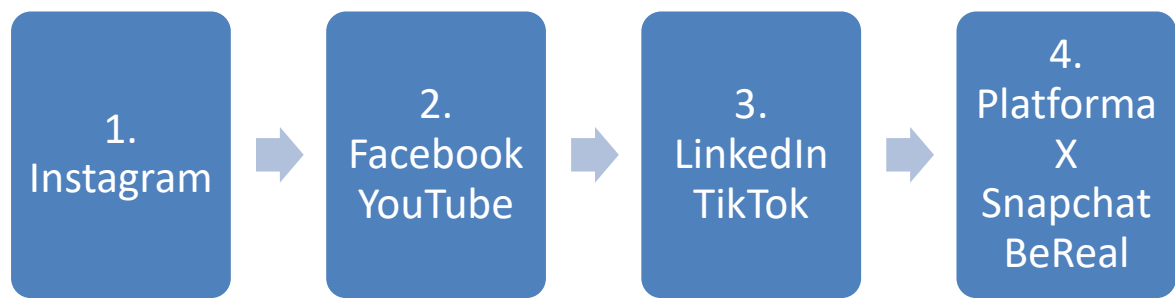 1.
Instagram
2.
Facebook
YouTube
3.
LinkedIn
TikTok
4.
Platforma
X
Snapchat
BeReal